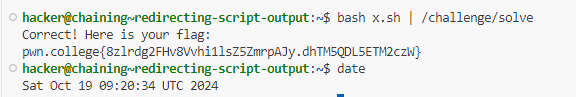 hacker@chaining~redirecting-script-output:~$ bash x.sh | /challenge/solve
Correct! Here is your flag:
pwn.college{8zlrdg2FHv8Vvhi1lsZ5ZmrpAJy.dhTM5QDL5ETM2czW}
hacker@chaining~redirecting-script-output:~$ date
Sat Oct 19 09:20:34 UTC 2024